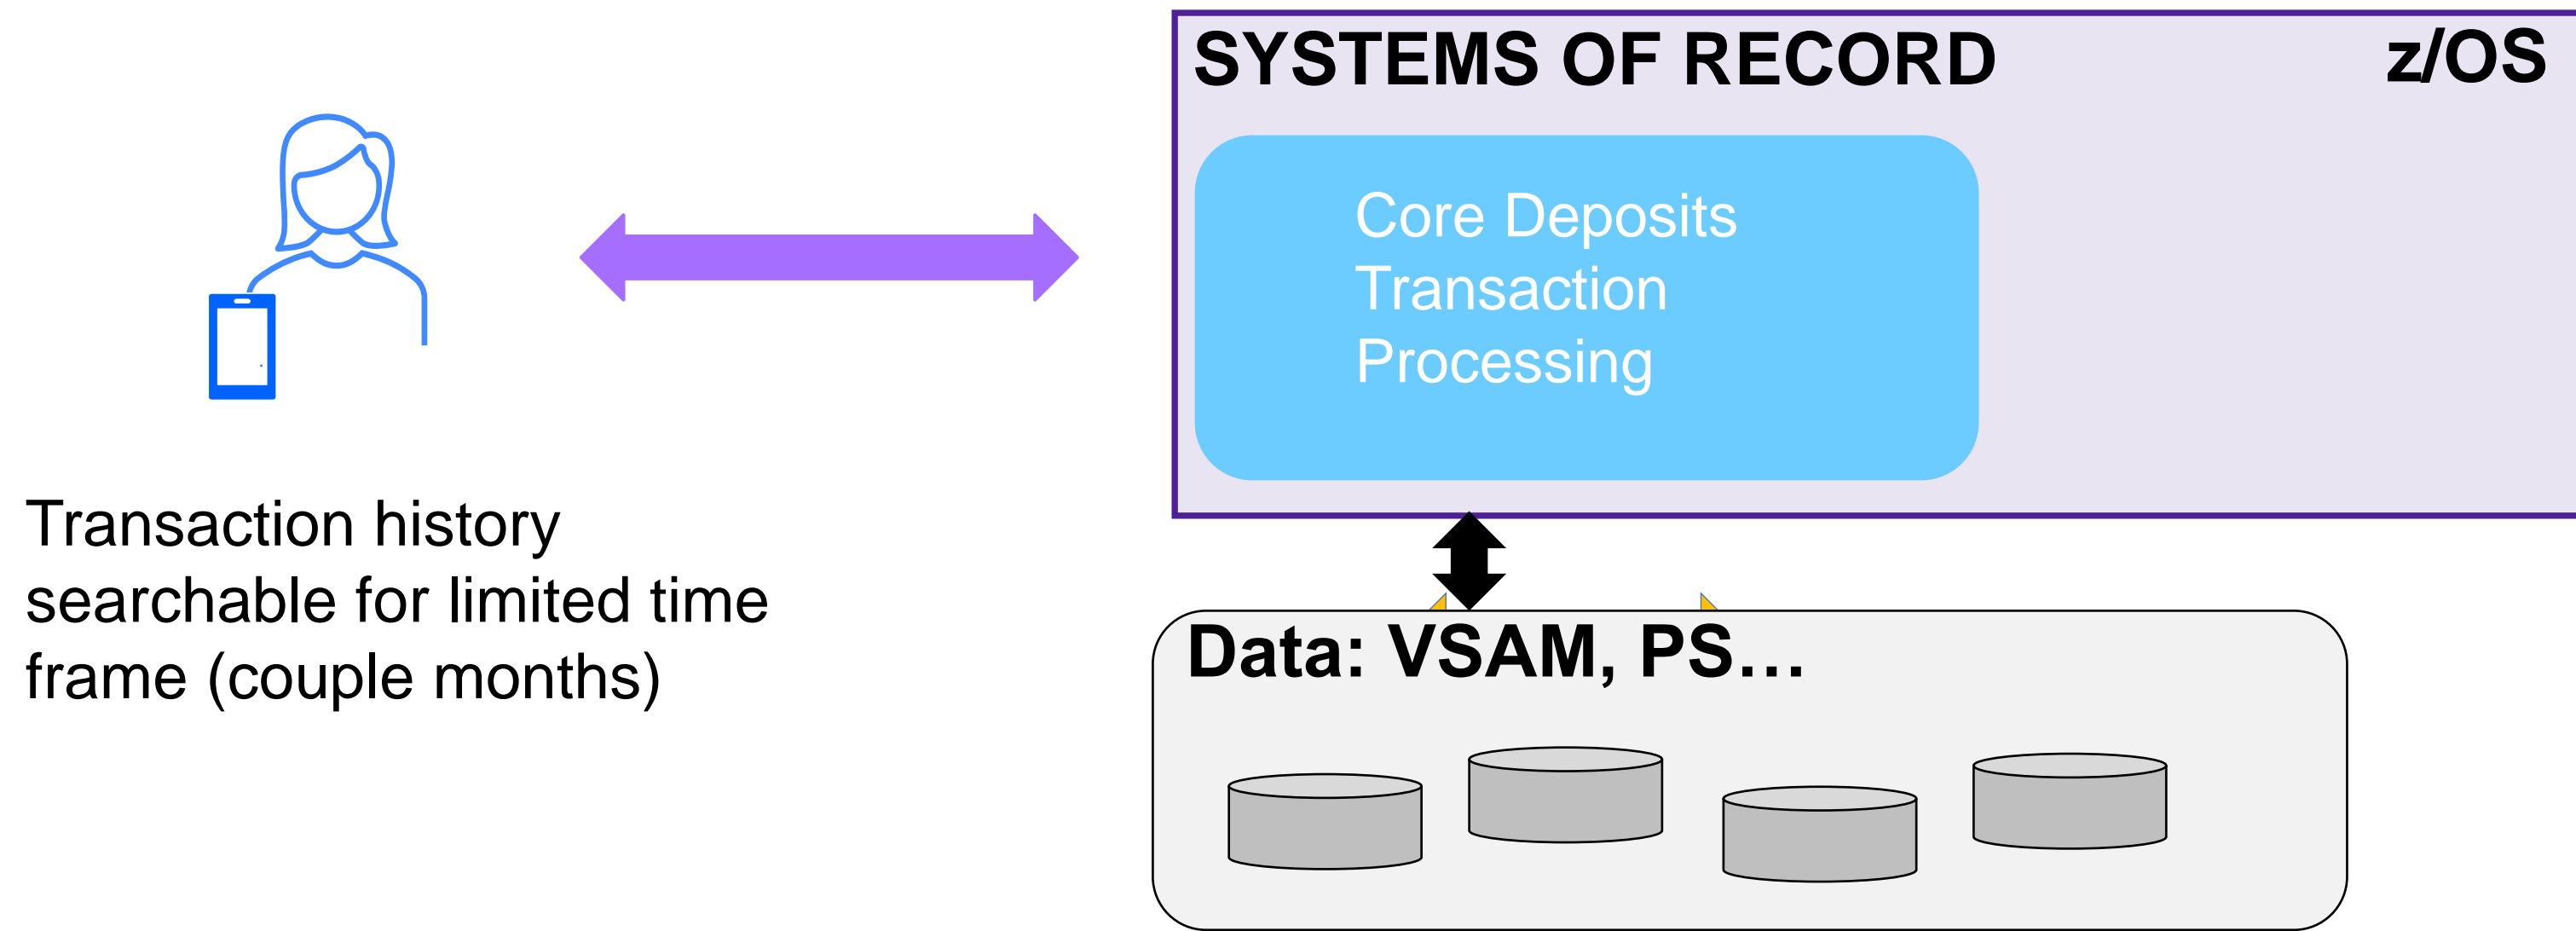 SYSTEMS OF RECORD z/OS
Core Deposits
Transaction
Processing
Transaction history
searchable for limited time
frame (couple months)
Data: VSAM, PS…